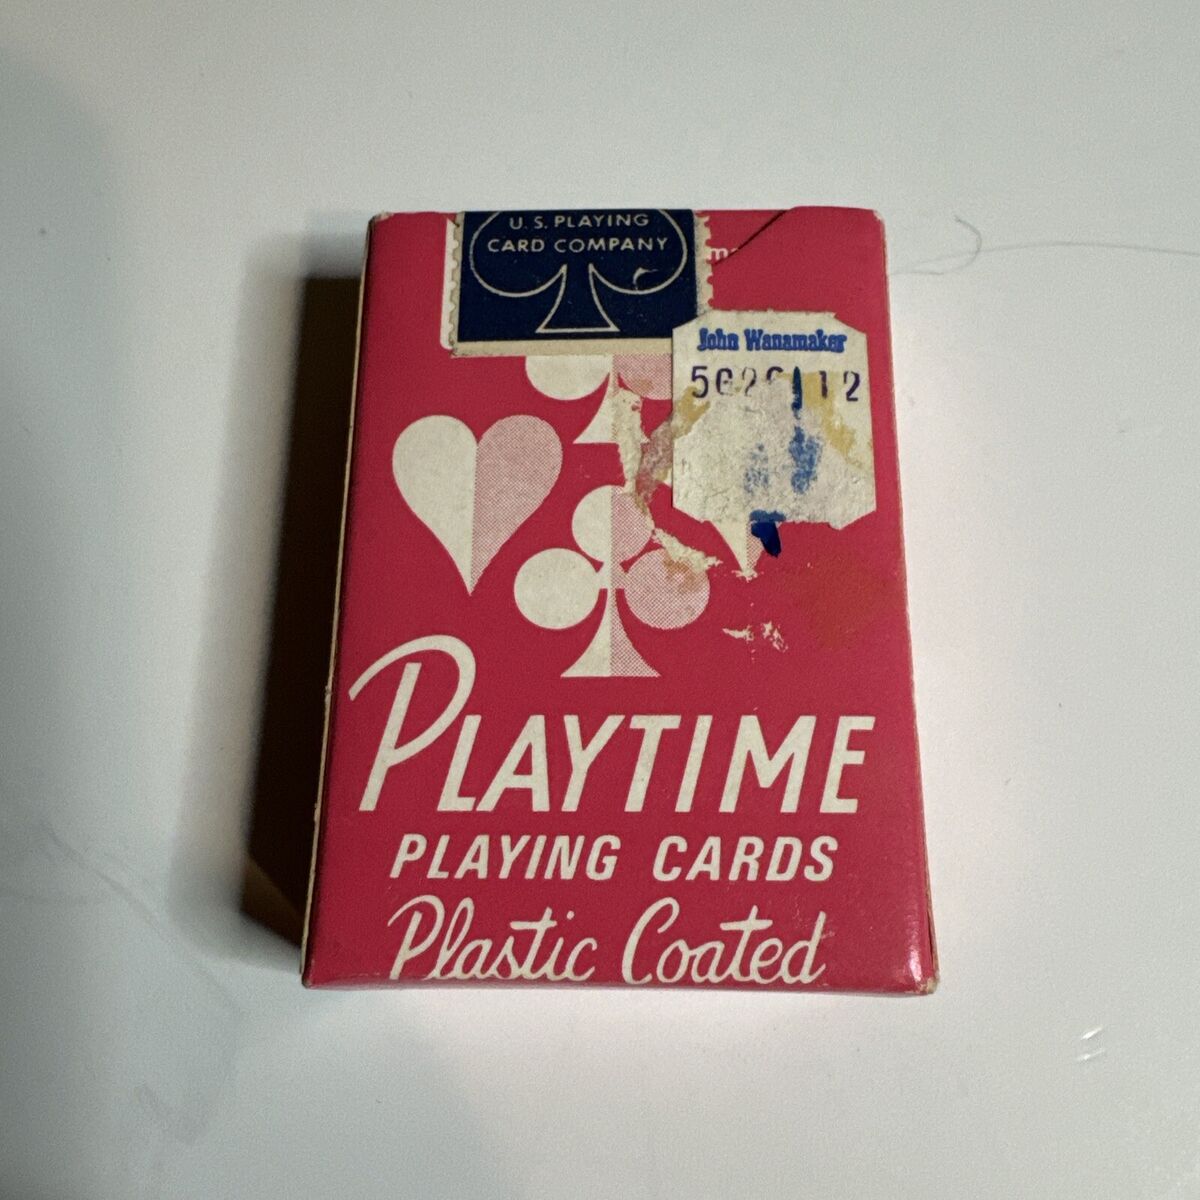 U. S. PLAYING
CARD COMPANY
John Wanamaker
PLAYTIME
PLAYING CARDS
Plastic Coated